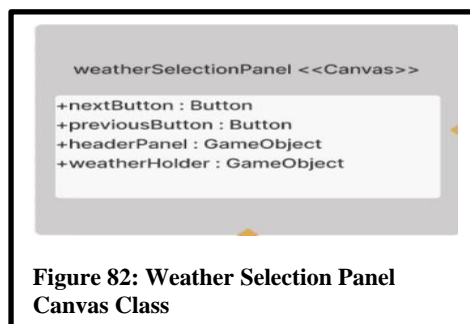 weatherSelectionPanel <<Canvas>>
+nextButton : Button
+previousButton : Button
+headerPanel : GameObject
+weatherHolder : GameObject
Figure 82: Weather Selection Panel
Canvas Class